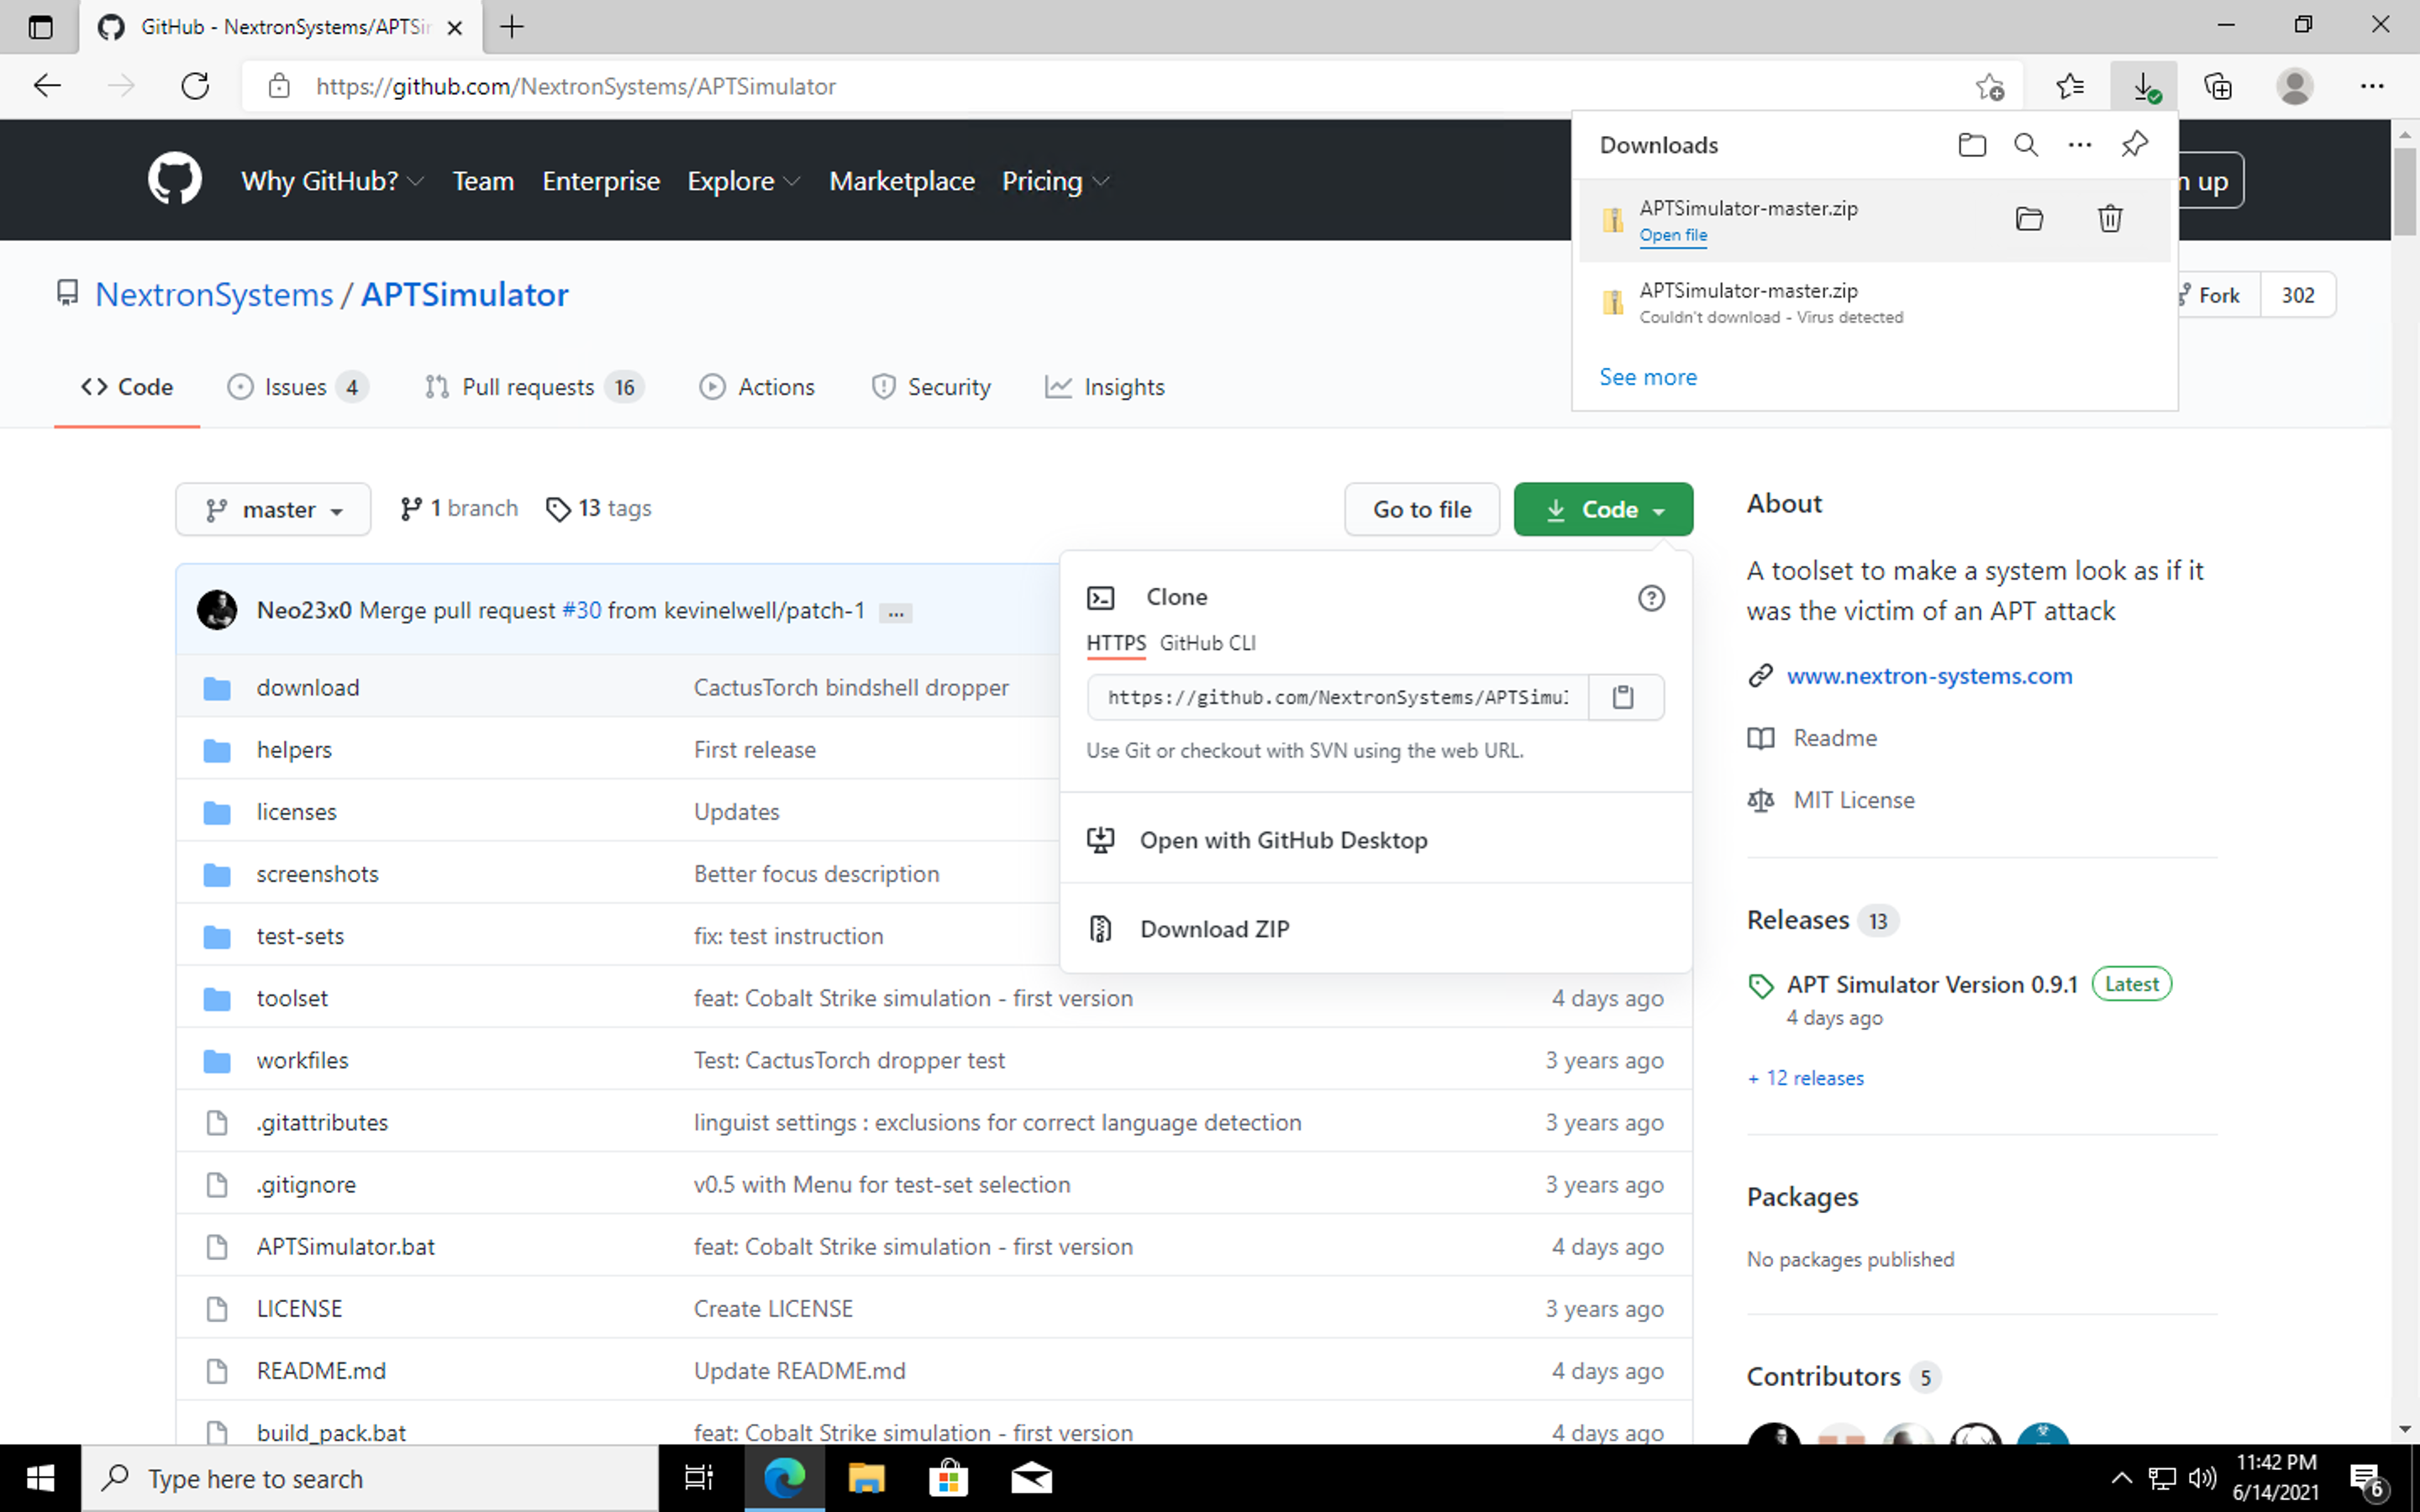 GitHub - NextronSystems/APTSir
https://github.com/NextronSystems/APTSimulator
Why GitHub?
Team
Enterprise
Explore
Marketplace
Pricing
n up
Downloads
APTSimulator-master.zip
Open file
APTSimulator-master.zip
Couldn't download - Virus detected
See more
NextronSystems / APTSimulator
Fork 302
Code
Issues 4
Pull requests 16
Actions
Security
Insights
master
1 branch
13 tags
Go to file
Code
Neo23x0 Merge pull request #30 from kevinelwell/patch-1 ...
Clone
HTTPS GitHub CLI
https://github.com/NextronSystems/APTSimul
Use Git or checkout with SVN using the web URL.
Open with GitHub Desktop
Download ZIP
download CactusTorch bindshell dropper
helpers First release
licenses Updates
screenshots Better focus description
test-sets fix: test instruction
toolset feat: Cobalt Strike simulation - first version 4 days ago
workfiles Test: CactusTorch dropper test 3 years ago
.gitattributes linguist settings : exclusions for correct language detection 3 years ago
.gitignore v0.5 with Menu for test-set selection 3 years ago
APTSimulator.bat feat: Cobalt Strike simulation - first version 4 days ago
LICENSE Create LICENSE 3 years ago
README.md Update README.md 4 days ago
build_pack.bat feat: Cobalt Strike simulation - first version 4 days ago
About
A toolset to make a system look as if it
was the victim of an APT attack
www.nextron-systems.com
Readme
MIT License
Releases 13
APT Simulator Version 0.9.1 Latest
4 days ago
+ 12 releases
Packages
No packages published
Contributors 5
Type here to search
11:42 PM
6/14/2021
6